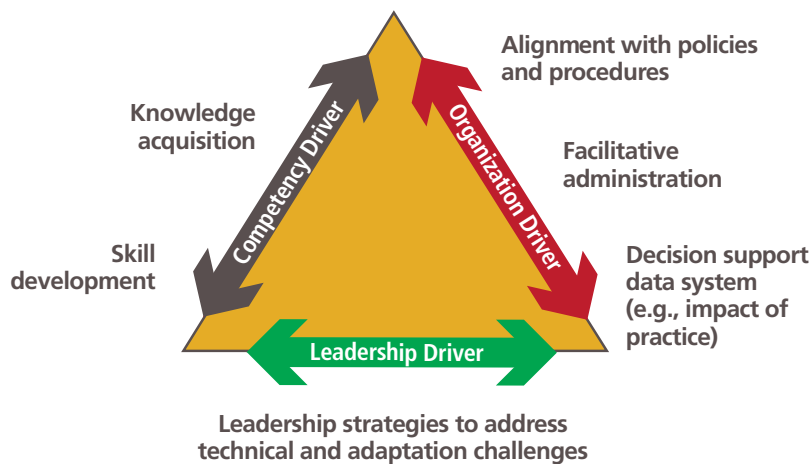 Alignment with policies
and procedures
Knowledge
acquisition
Competency Driver
Organization Driver
Facilitative
administration
Skill
development
Decision support
data system
(e.g., impact of
practice)
Leadership Driver
Leadership strategies to address
technical and adaptation challenges